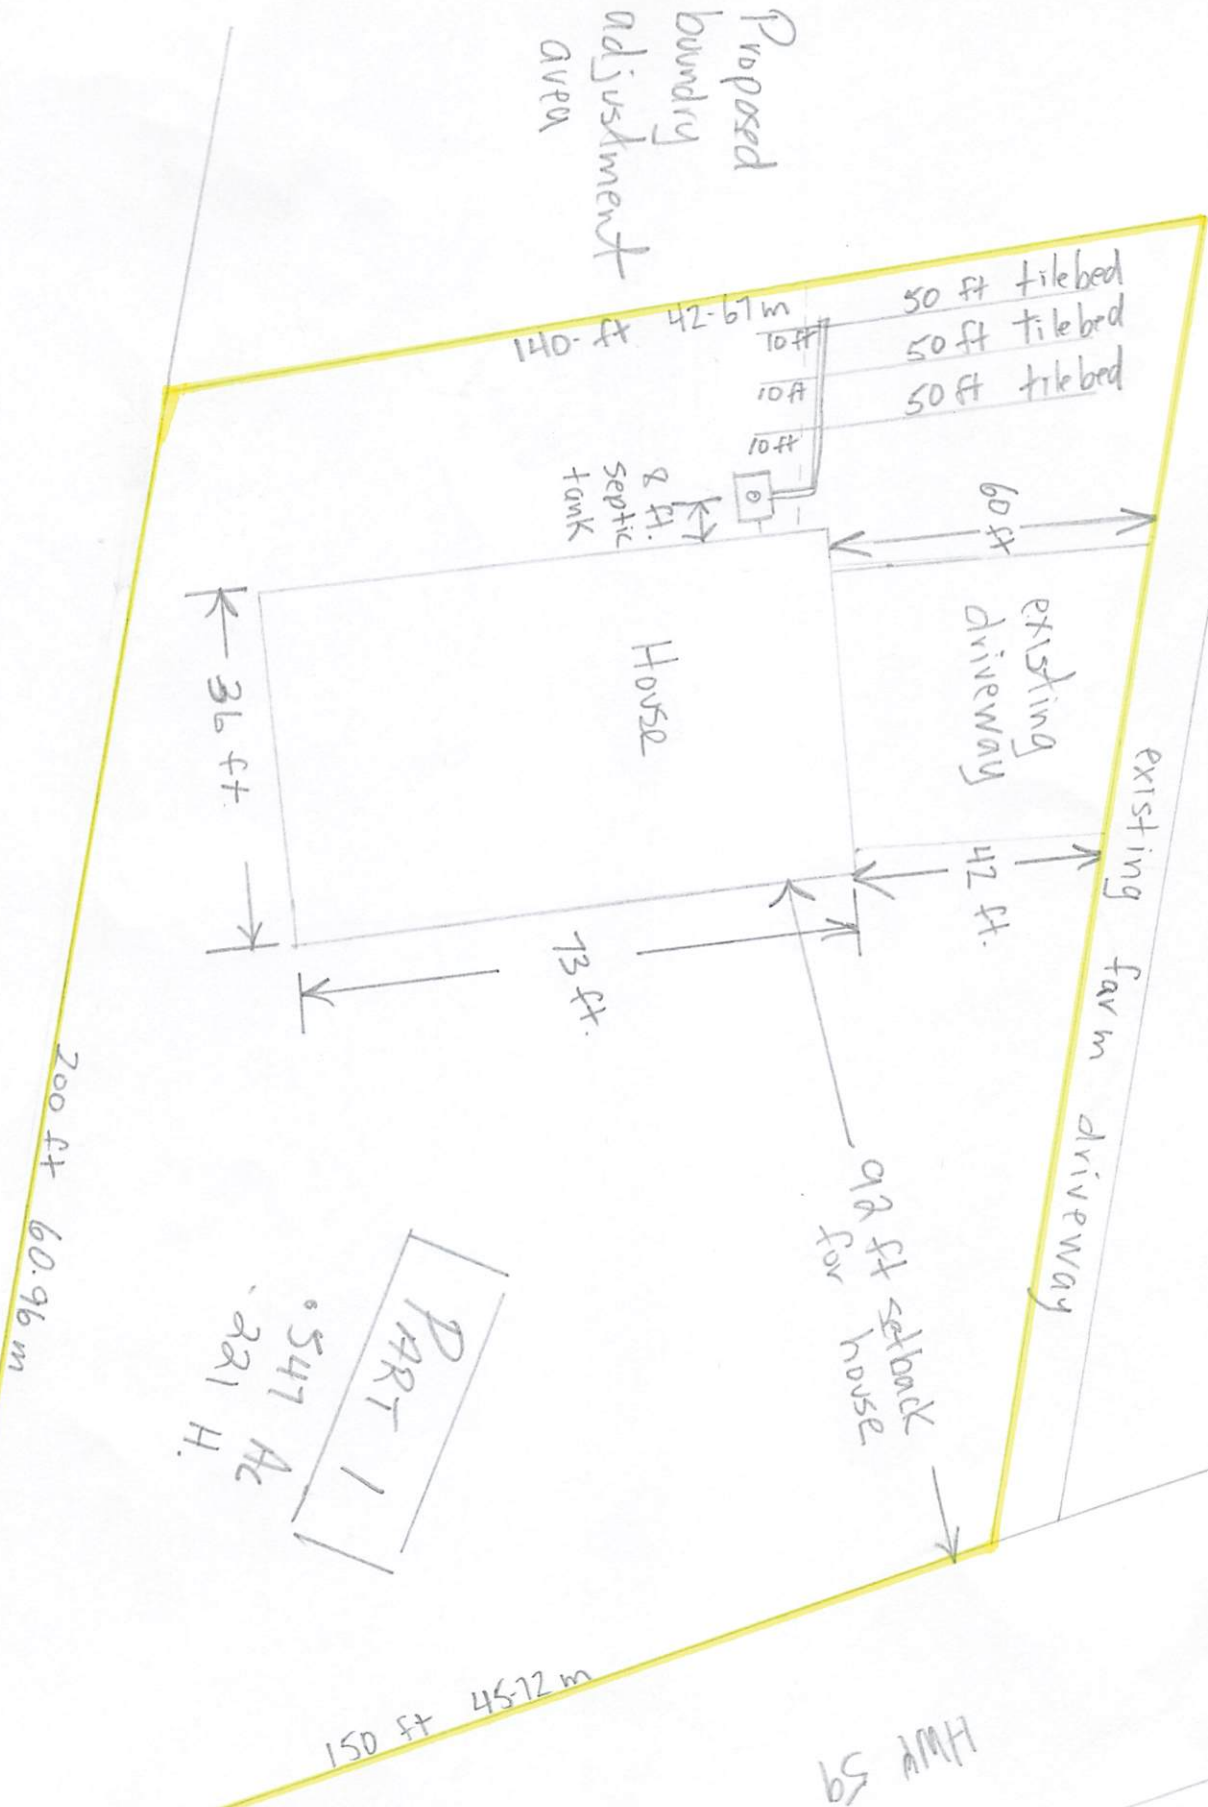 Proposed
boundry
adjustment
area
50 ft tilebed
50 ft tilebed
50 ft tilebed
140- ft 42-67 m
10 ft
10 ft
10 ft
8 ft.
septic
tank
60 ft
existing
driveway
House
36 ft.
42 ft.
73 ft.
existing farm driveway
92 ft setback
for house
200 ft 60.96 m
PART 1
.547 Ac
.221 H.
150 ft 45-72 m
HWY 59